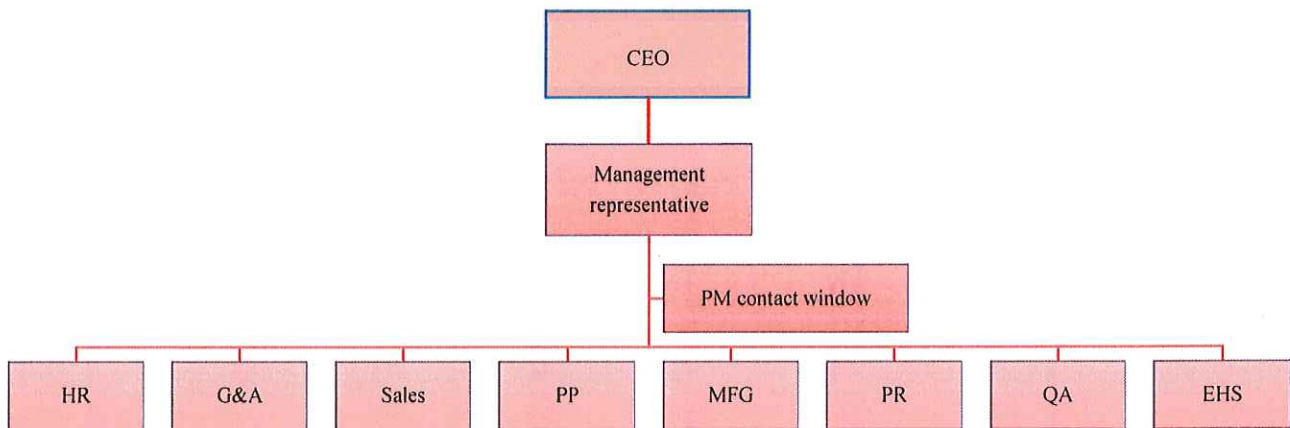 CEO
Management
representative
PM contact window
HR
G&A
Sales
PP
MFG
PR
QA
EHS